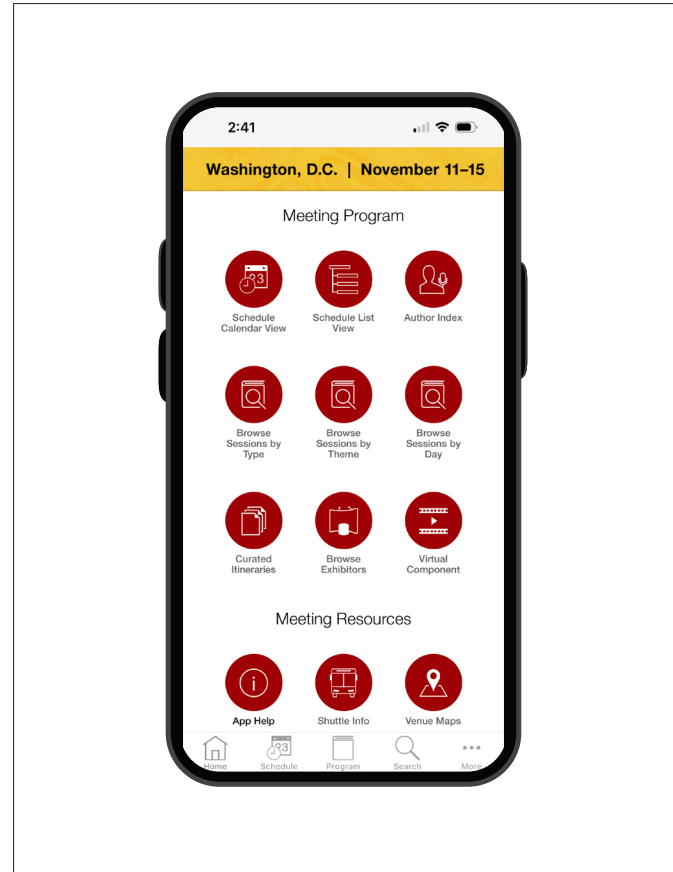 2:41
Washington, D.C. | November 11–15
Meeting Program
Schedule
Calendar View
Schedule List
View
Author Index
Browse
Sessions by
Type
Browse
Sessions by
Theme
Browse
Sessions by
Day
Curated
Itineraries
Browse
Exhibitors
Virtual
Component
Meeting Resources
App Help
Shuttle Info
Venue Maps
Home
Schedule
Program
Search
More